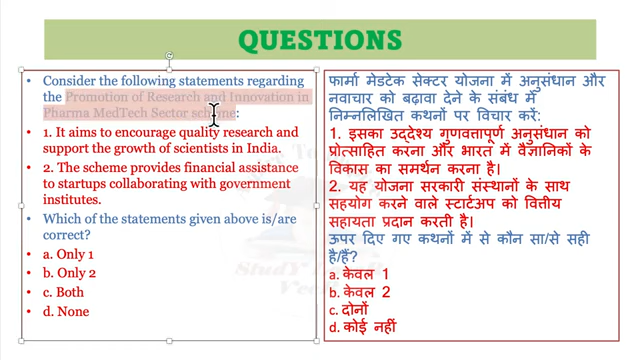 QUESTIONS
Consider the following statements regarding
the Promotion of Research and Innovation in
Pharma MedTech Sector scheme:
1. It aims to encourage quality research and
support the growth of scientists in India.
2. The scheme provides financial assistance
to startups collaborating with government
institutes.
Which of the statements given above is/are
correct?
a. Only 1
b. Only 2
c. Both
d. None
फार्मा मेडटेक सेक्टर योजना में अनुसंधान और
नवाचार को बढ़ावा देने के संबंध में
निम्नलिखित कथनों पर विचार करें:
1. इसका उद्देश्य गुणवत्तापूर्ण अनुसंधान को
प्रोत्साहित करना और भारत में वैज्ञानिकों के
विकास का समर्थन करना है।
2. यह योजना सरकारी संस्थानों के साथ
सहयोग करने वाले स्टार्टअप को वित्तीय
सहायता प्रदान करती है।
ऊपर दिए गए कथनों में से कौन सा/से सही
है/हैं?
a. केवल 1
b. केवल 2
c. दोनों
d. कोई नहीं